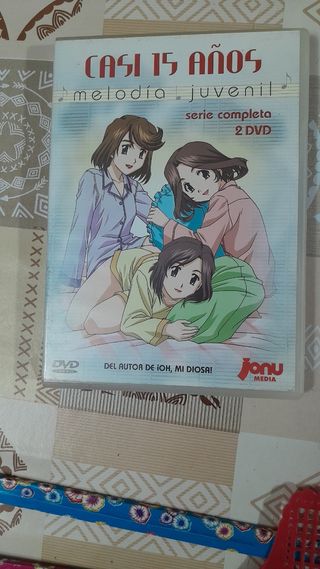 CASI 15 AÑOS
melodía juvenil
serie completa
2 DVD
DEL AUTOR DE ¡OH, MI DIOSA!
DVD
jonu
MEDIA